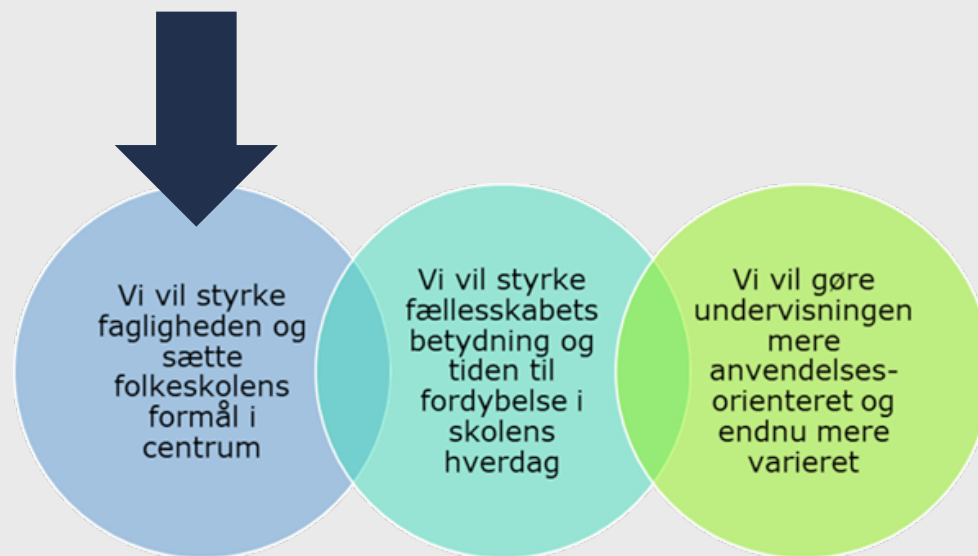 Vi vil styrke
fagligheden og
sætte
folkeskolens
formål i
centrum
Vi vil styrke
fællesskabets
betydning og
tiden til
fordybelse i
skolens
hverdag
Vi vil gøre
undervisningen
mere
anvendelses-
orienteret og
endnu mere
varieret